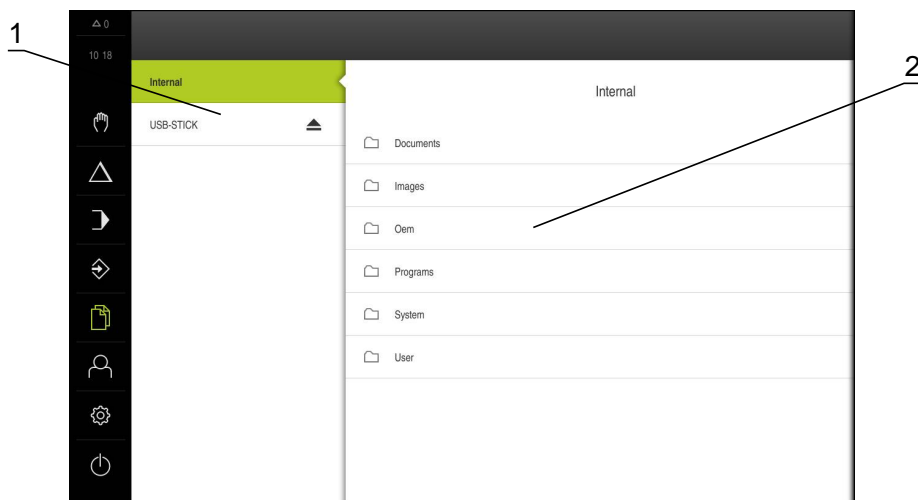 1
0
10 18
Internal
USB-STICK
Internal
2
Documents
Images
Oem
Programs
System
User